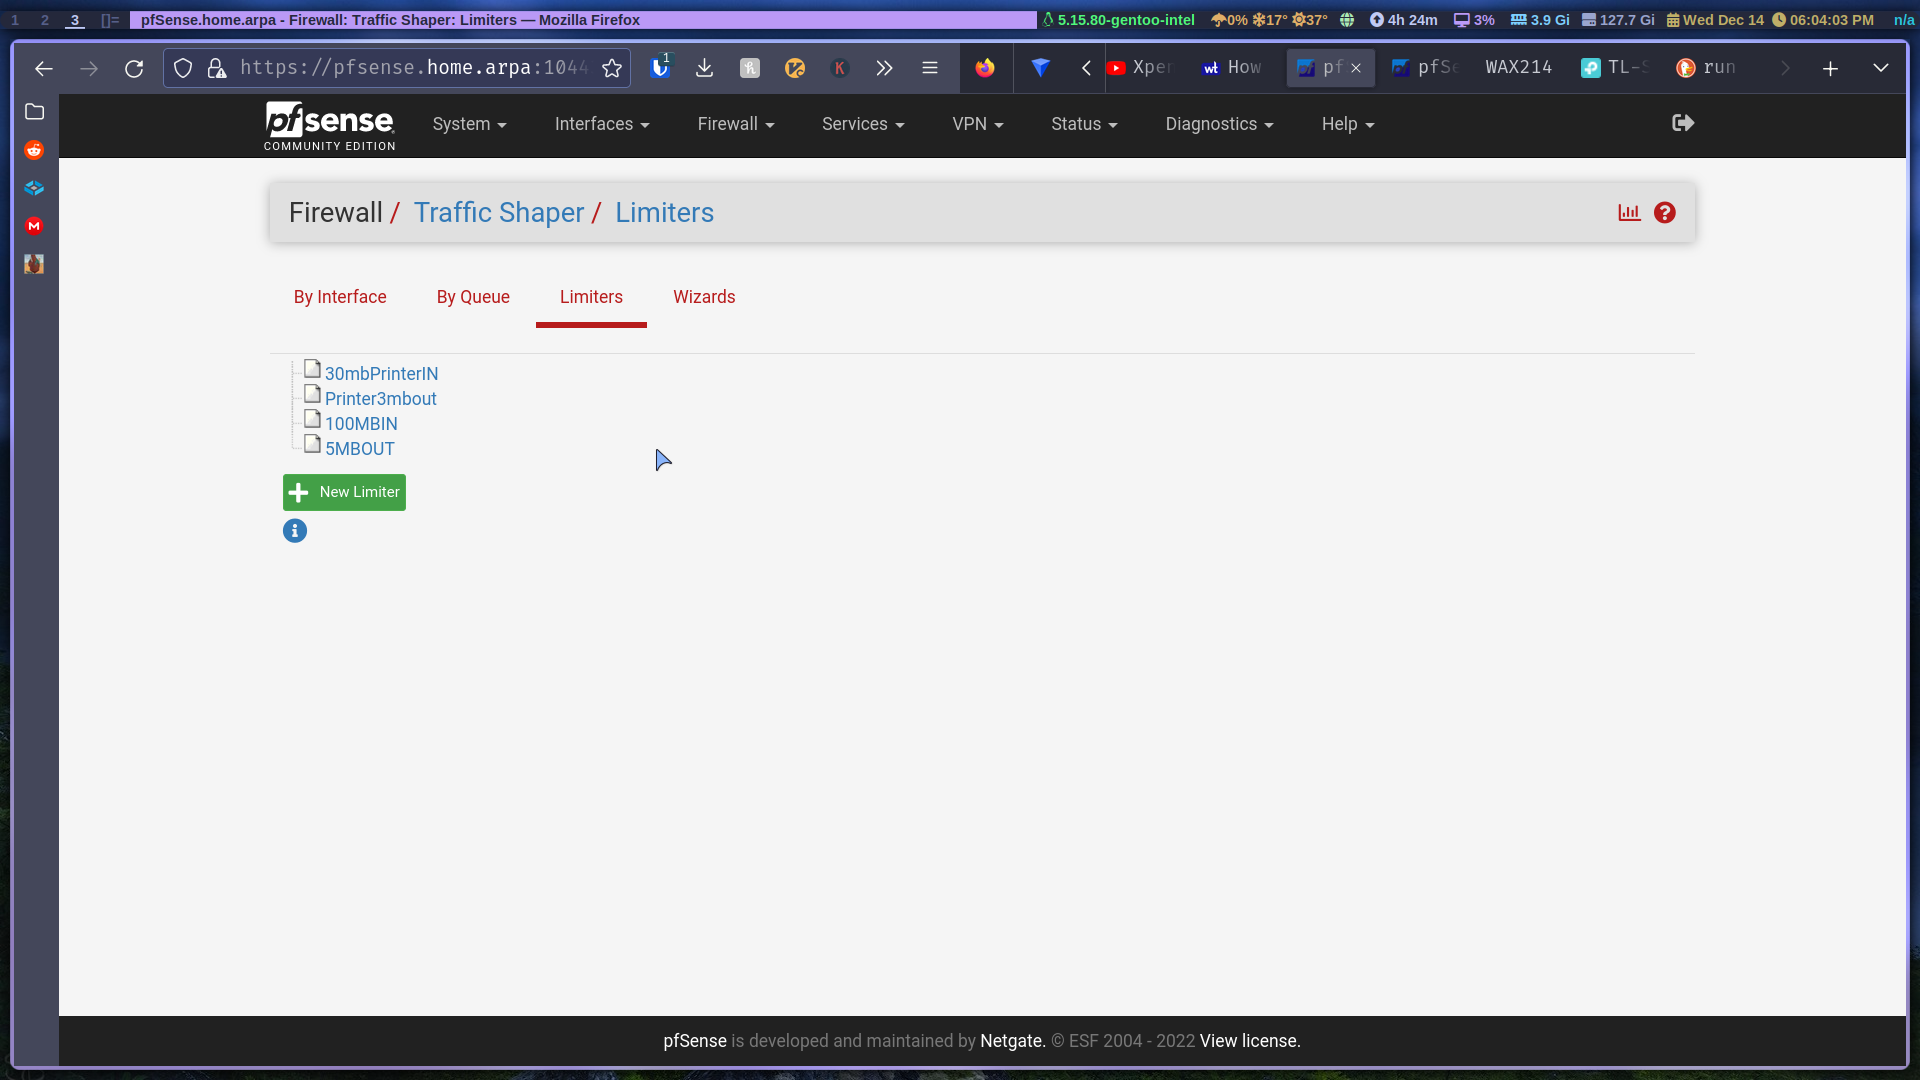 1 2 3 []= pfSense.home.arpa - Firewall: Traffic Shaper: Limiters — Mozilla Firefox 5.15.80-gentoo-intel 0% 17° 37° 4h 24m 3% 3.9 Gi 127.7 Gi Wed Dec 14 06:04:03 PM n/a
https://pfsense.home.arpa:1044 1 Xper wt How pf pfSe WAX214 TL-S run
pfsense System Interfaces Firewall Services VPN Status Diagnostics Help
COMMUNITY EDITION
Firewall / Traffic Shaper / Limiters
By Interface By Queue Limiters Wizards
30mbPrinterIN
Printer3mbout
100MBIN
5MBOUT
New Limiter
pfSense is developed and maintained by Netgate. © ESF 2004 - 2022 View license.